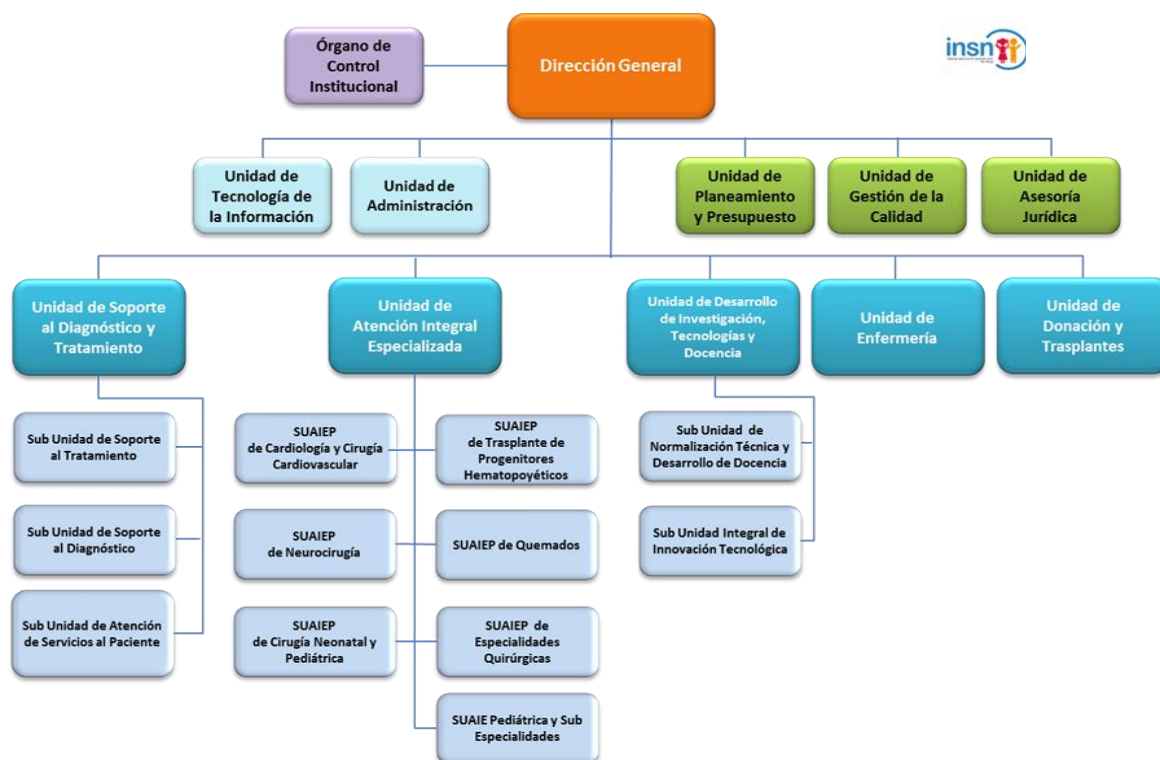 Órgano de
Control
Institucional
Dirección General
insn
Unidad de
Tecnología de
la Información
Unidad de
Administración
Unidad de
Planeamiento
y Presupuesto
Unidad de
Gestión de la
Calidad
Unidad de
Asesoría
Jurídica
Unidad de Soporte
al Diagnóstico y
Tratamiento
Unidad de
Atención Integral
Especializada
Unidad de Desarrollo
de Investigación,
Tecnologías y
Docencia
Unidad de
Enfermería
Unidad de
Donación y
Trasplantes
Sub Unidad de Soporte
al Tratamiento
Sub Unidad de Soporte
al Diagnóstico
Sub Unidad de Atención
de Servicios al Paciente
SUAIEP
de Cardiología y Cirugía
Cardiovascular
SUAIEP
de Trasplante de
Progenitores
Hematopoyéticos
SUAIEP
de Neurocirugía
SUAIEP de Quemados
SUAIEP
de Cirugía Neonatal y
Pediátrica
SUAIEP de
Especialidades
Quirúrgicas
SUAIE Pediátrica y Sub
Especialidades
Sub Unidad de
Normalización Técnica y
Desarrollo de Docencia
Sub Unidad Integral de
Innovación Tecnológica